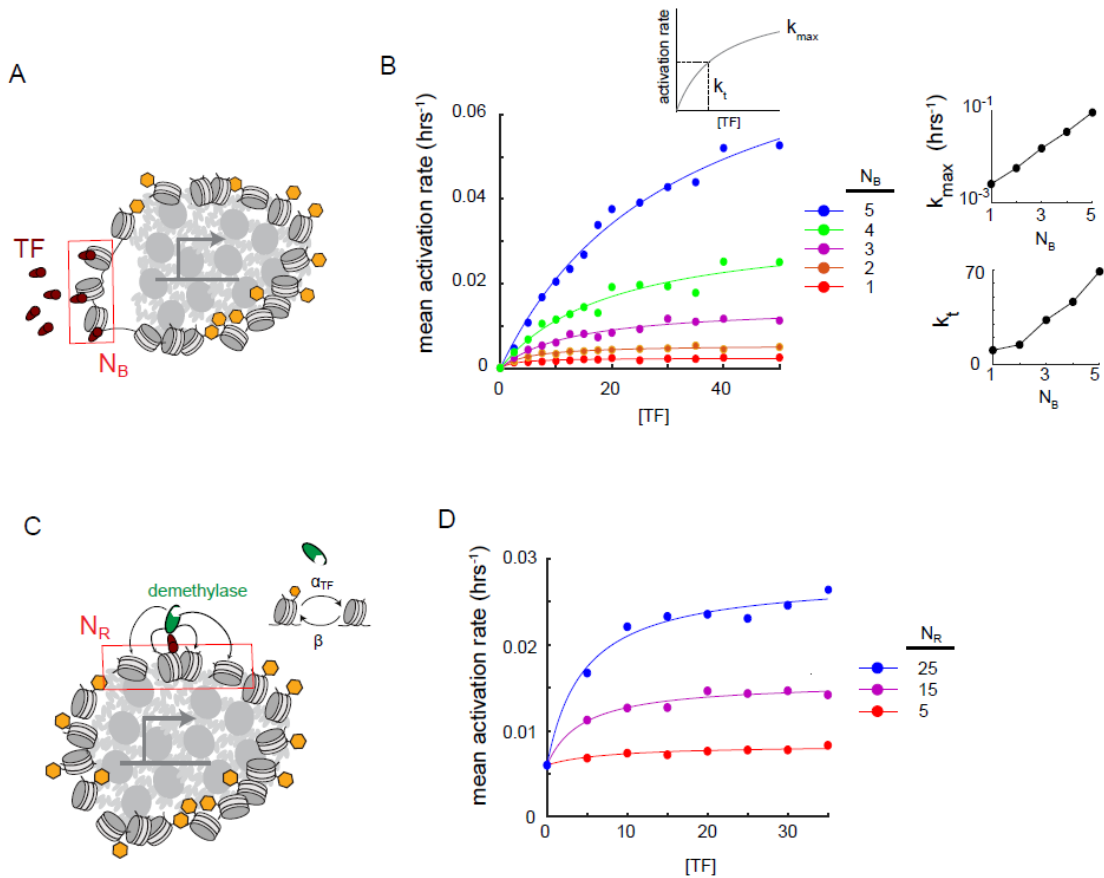 A
TF
N_B
B
activation rate
k_max
k_t
[TF]
mean activation rate (hrs⁻¹)
0.06
0.04
0.02
0
0
20
40
[TF]
N_B
5
4
3
2
1
k_max (hrs⁻¹)
10⁻¹
10⁻³
1
3
5
N_B
k_t
70
0
1
3
5
N_B
C
demethylase
N_R
α_TF
β
D
mean activation rate (hrs⁻¹)
0.03
0.02
0.01
0
0
10
20
30
[TF]
N_R
25
15
5